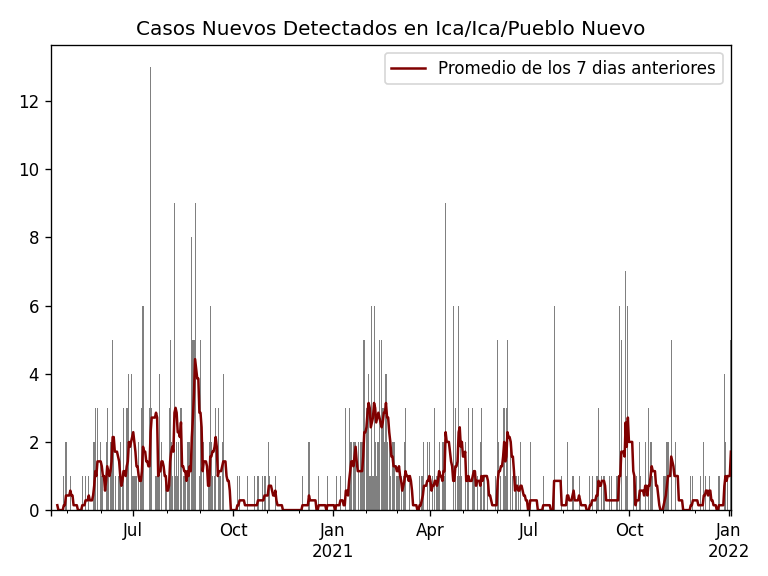 Casos Nuevos Detectados en Ica/Ica/Pueblo Nuevo
Promedio de los 7 dias anteriores
12
10
8
6
4
2
0
Jul
Oct
Jan
2021
Apr
Jul
Oct
Jan
2022